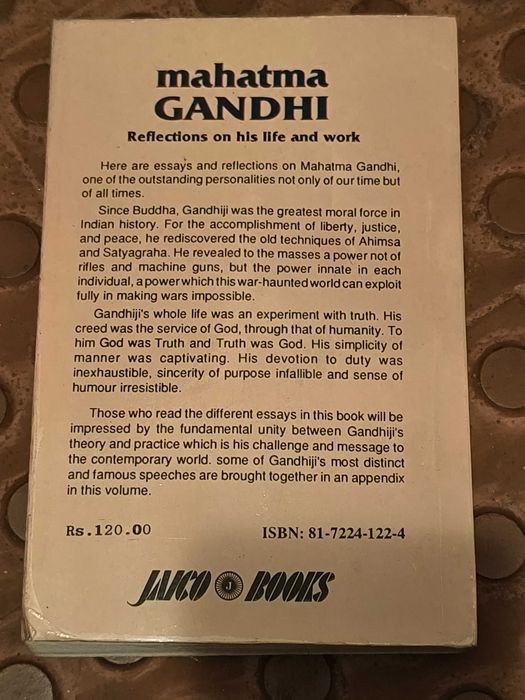 mahatma
GANDHI
Reflections on his life and work
Here are essays and reflections on Mahatma Gandhi,
one of the outstanding personalities not only of our time but
of all times.
Since Buddha, Gandhiji was the greatest moral force in
Indian history. For the accomplishment of liberty, justice,
and peace, he rediscovered the old techniques of Ahimsa
and Satyagraha. He revealed to the masses a power not of
rifles and machine guns, but the power innate in each
individual, a power which this war-haunted world can exploit
fully in making wars impossible.
Gandhiji's whole life was an experiment with truth. His
creed was the service of God, through that of humanity. To
him God was Truth and Truth was God. His simplicity of
manner was captivating. His devotion to duty was
inexhaustible, sincerity of purpose infallible and sense of
humour irresistible.
Those who read the different essays in this book will be
impressed by the fundamental unity between Gandhiji's
theory and practice which is his challenge and message to
the contemporary world. some of Gandhiji's most distinct
and famous speeches are brought together in an appendix
in this volume.
Rs.120.00 ISBN: 81-7224-122-4
JAICO J BOOKS